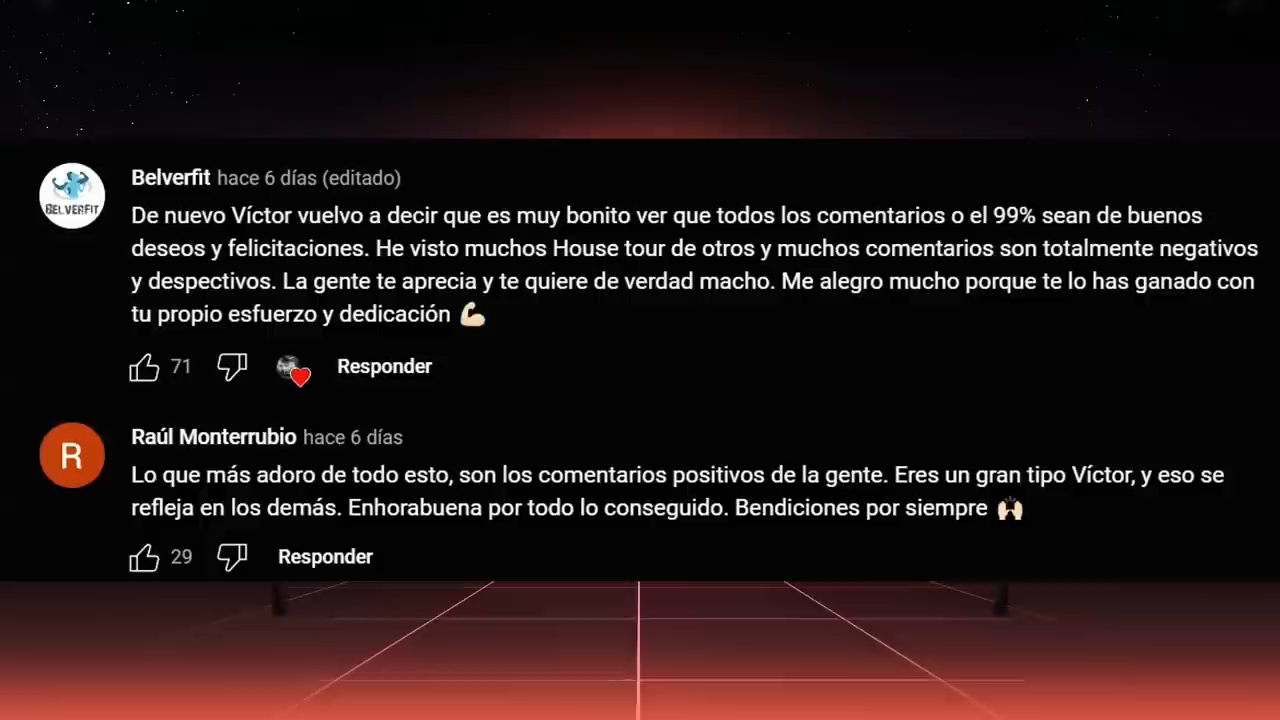 Belverfit hace 6 días (editado)
BELVERFIT
De nuevo Víctor vuelvo a decir que es muy bonito ver que todos los comentarios o el 99% sean de buenos
deseos y felicitaciones. He visto muchos House tour de otros y muchos comentarios son totalmente negativos
y despectivos. La gente te aprecia y te quiere de verdad macho. Me alegro mucho porque te lo has ganado con
tu propio esfuerzo y dedicación 💪🏻
71 Responder
Raúl Monterrubio hace 6 días
R
Lo que más adoro de todo esto, son los comentarios positivos de la gente. Eres un gran tipo Víctor, y eso se
refleja en los demás. Enhorabuena por todo lo conseguido. Bendiciones por siempre 🙌🏻
29 Responder